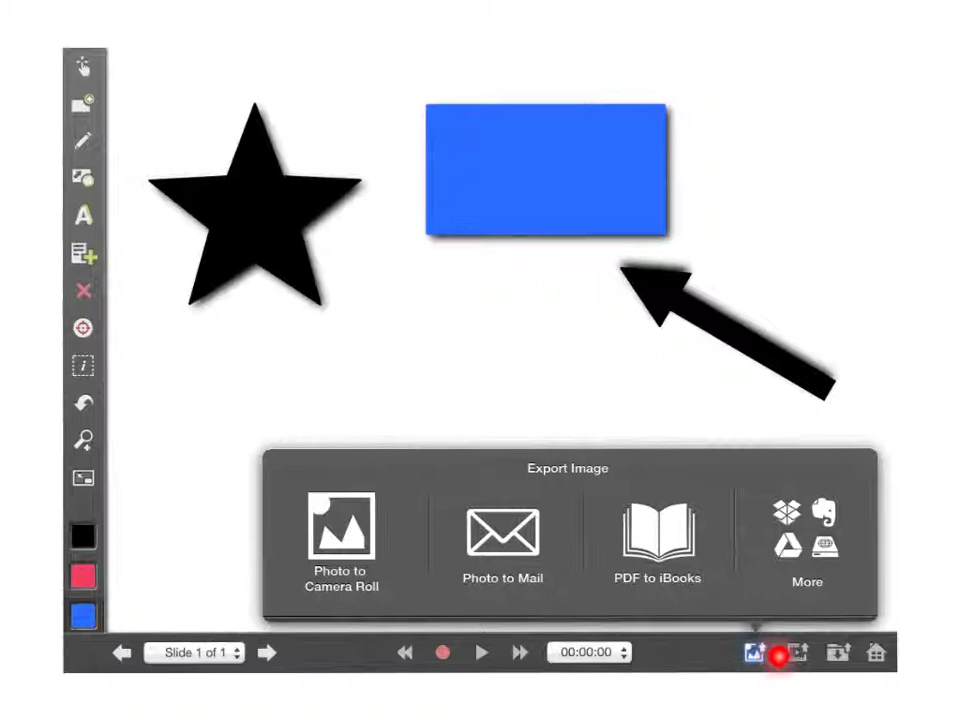 A
i
Export Image
Photo to
Camera Roll
Photo to Mail
PDF to iBooks
More
Slide 1 of 1
00:00:00